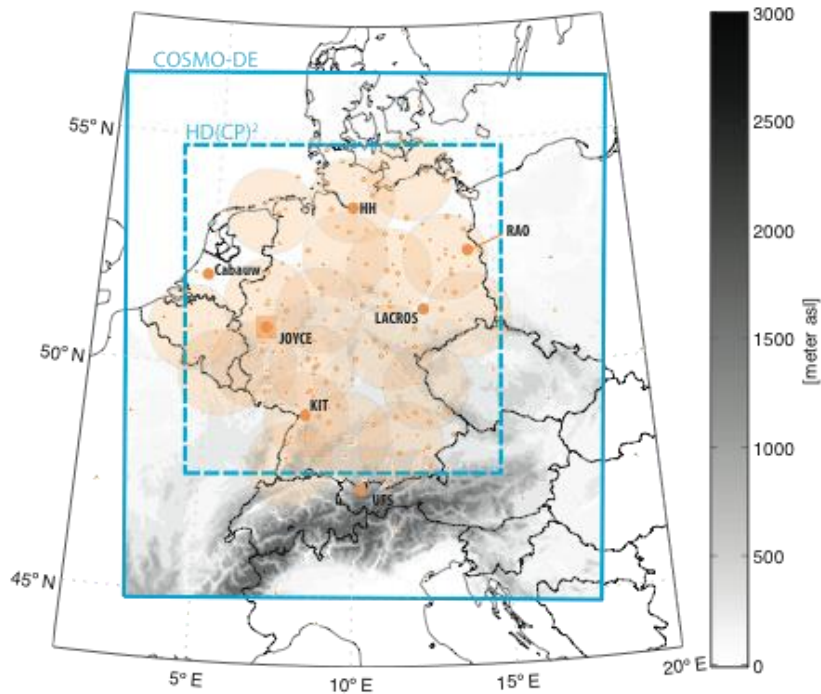 3000
COSMO-DE
2500
55° N
HD(CP)²
HH
RAO
2000
Cabauw
LACROS
[meter asl]
JOYCE
1500
50° N
KIT
1000
UFS
500
45° N
0
5° E
10° E
15° E
20° E